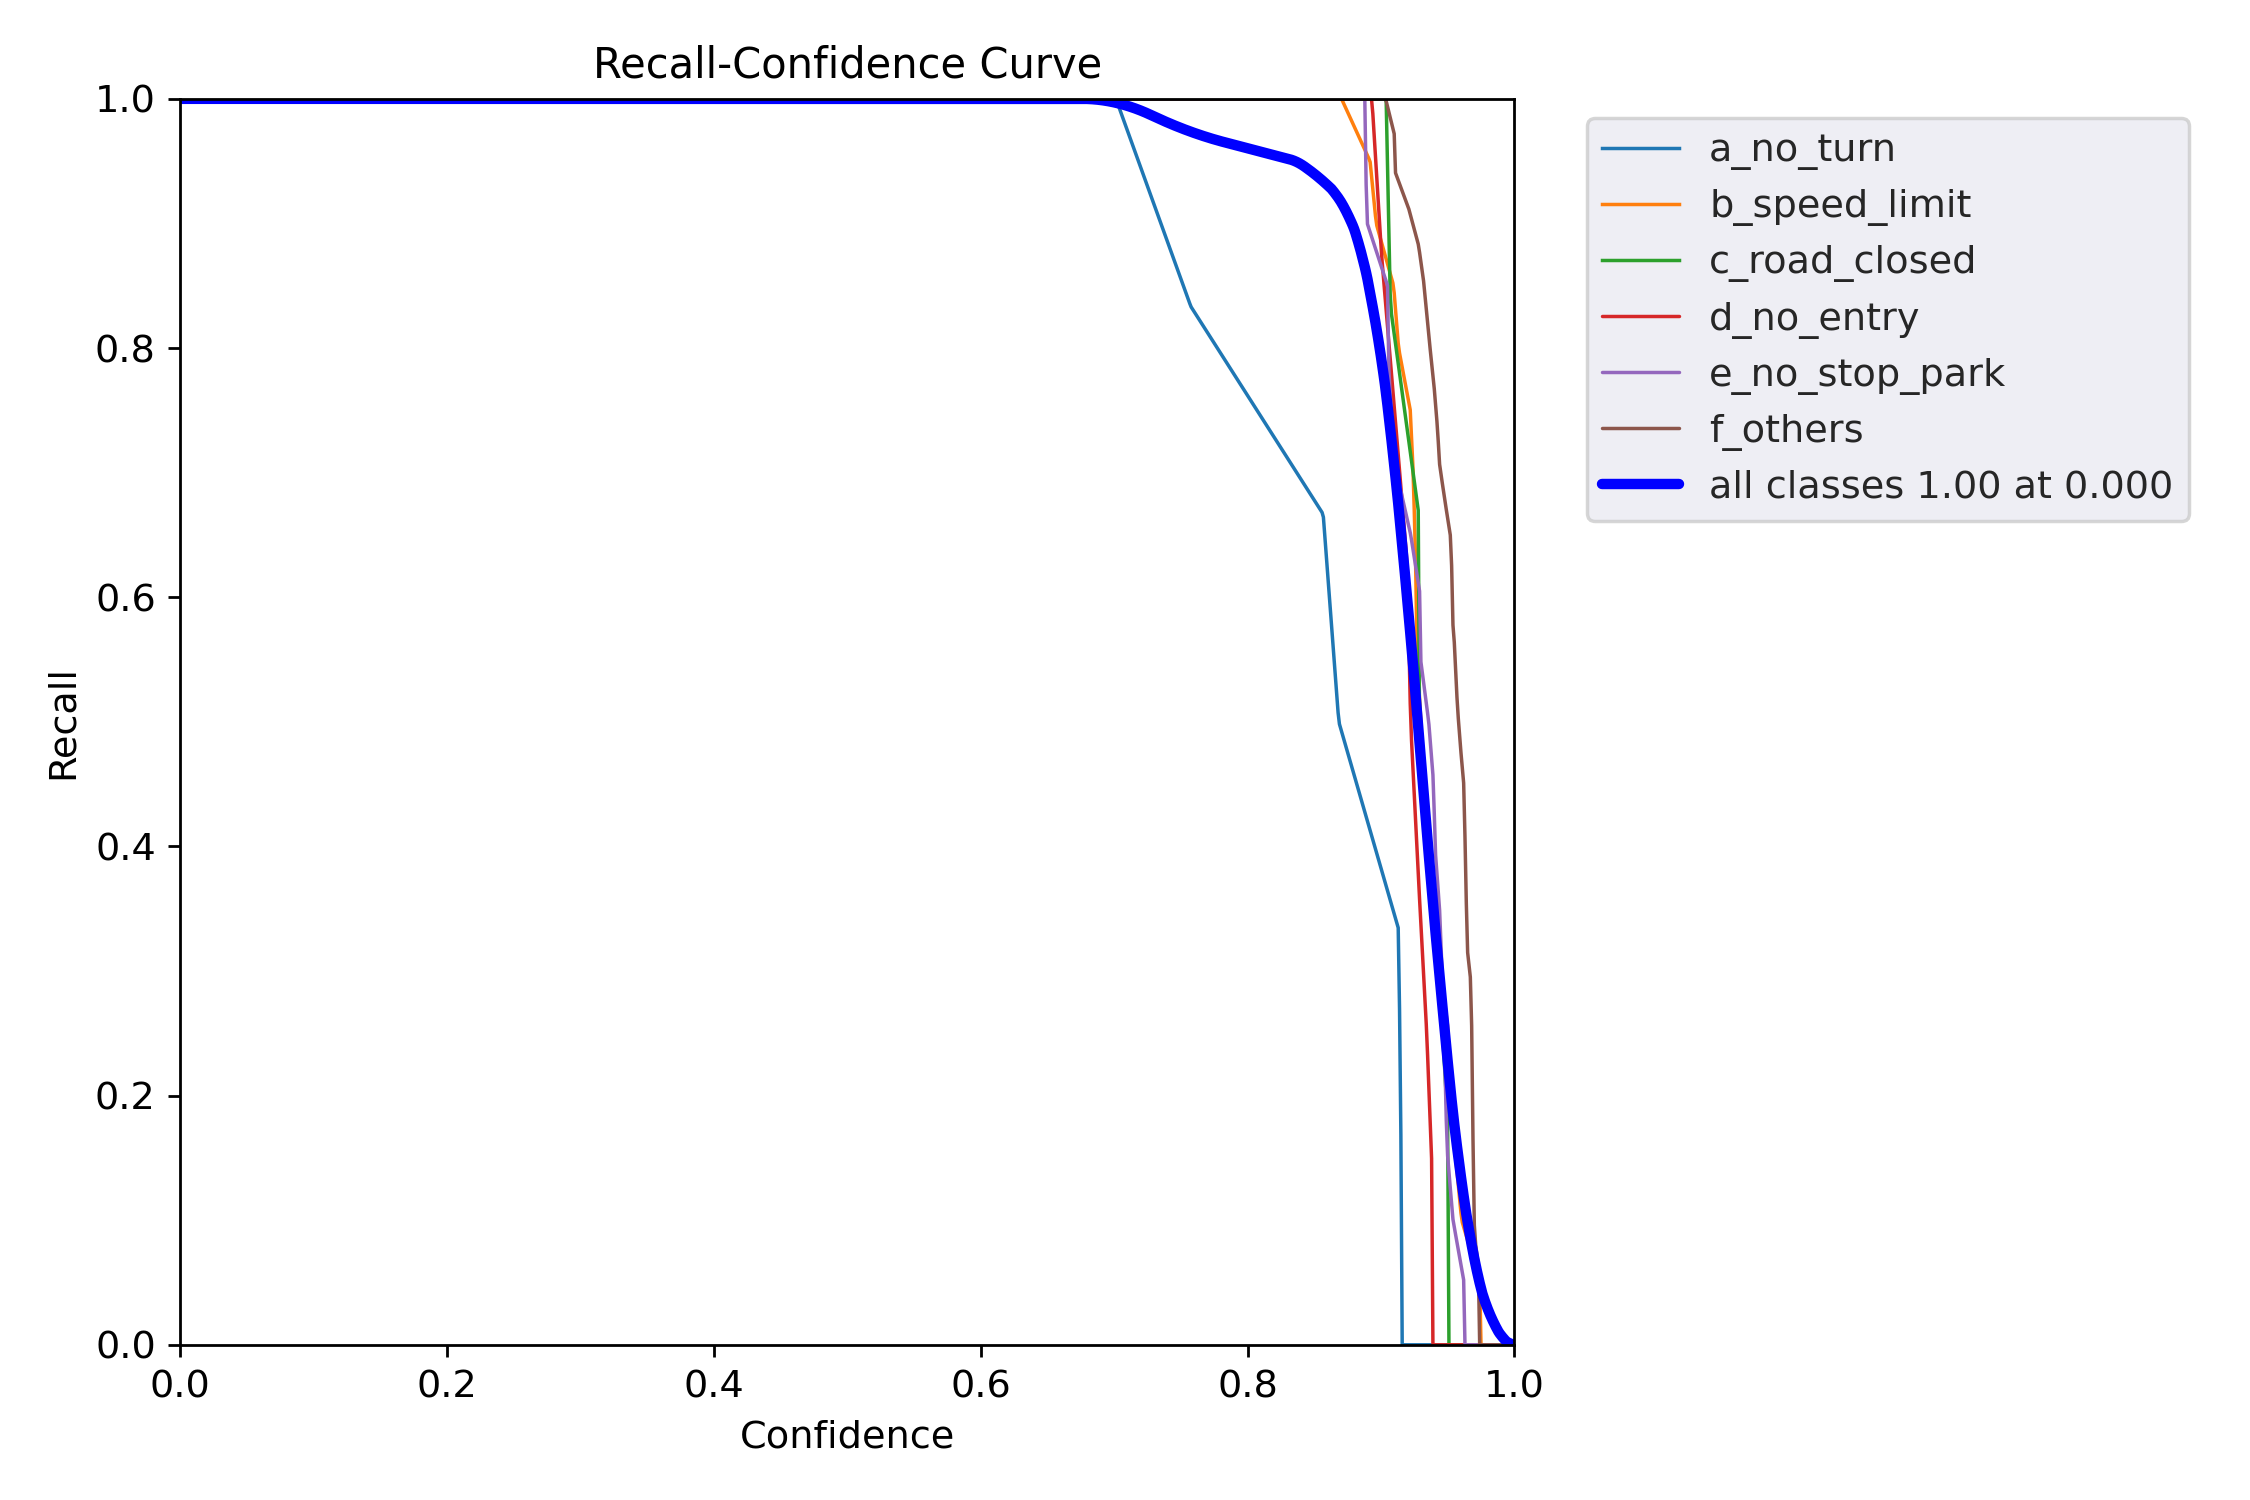 Recall-Confidence Curve
1.0
0.8
0.6
0.4
0.2
0.0
Recall
0.0 0.2 0.4 0.6 0.8 1.0
Confidence
a_no_turn
b_speed_limit
c_road_closed
d_no_entry
e_no_stop_park
f_others
all classes 1.00 at 0.000